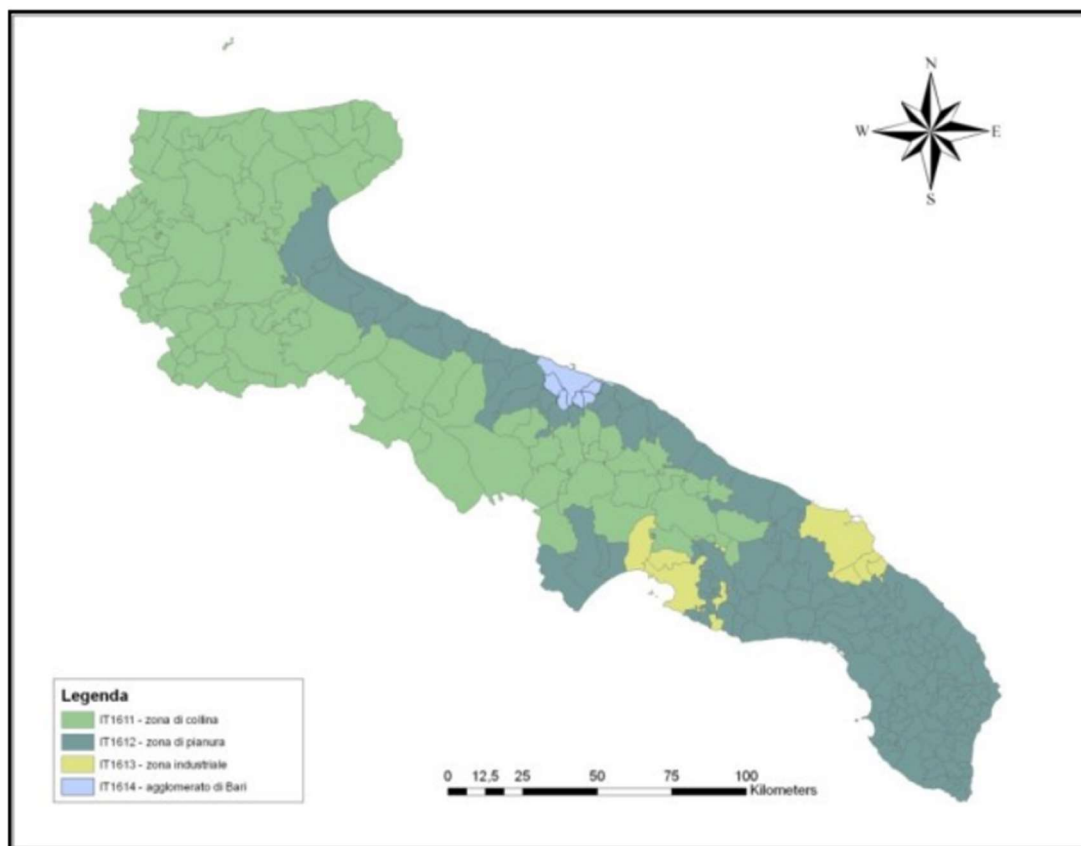 N
W E
S
Legenda
IT1611 - zona di collina
IT1612 - zona di pianura
IT1613 - zona industriale
IT1614 - agglomerato di Bari
0 12,5 25 50 75 100
Kilometers